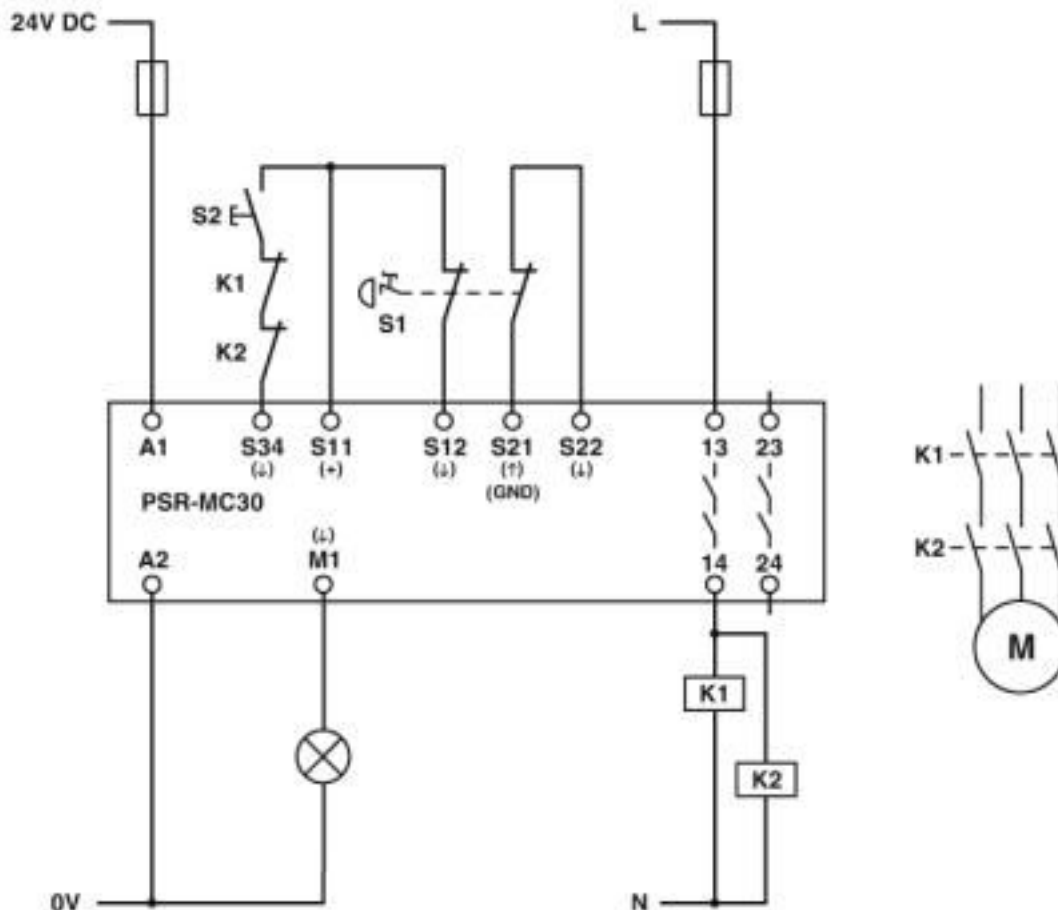 24V DC
L
S2
K1
S1
K2
A1 S34 S11 S12 S21 S22 13 23
(↓) (+) (↓) (↑) (↓)
(GND)
PSR-MC30
(↓)
A2 M1 14 24
K1
K2
M
K1
K2
0V
N